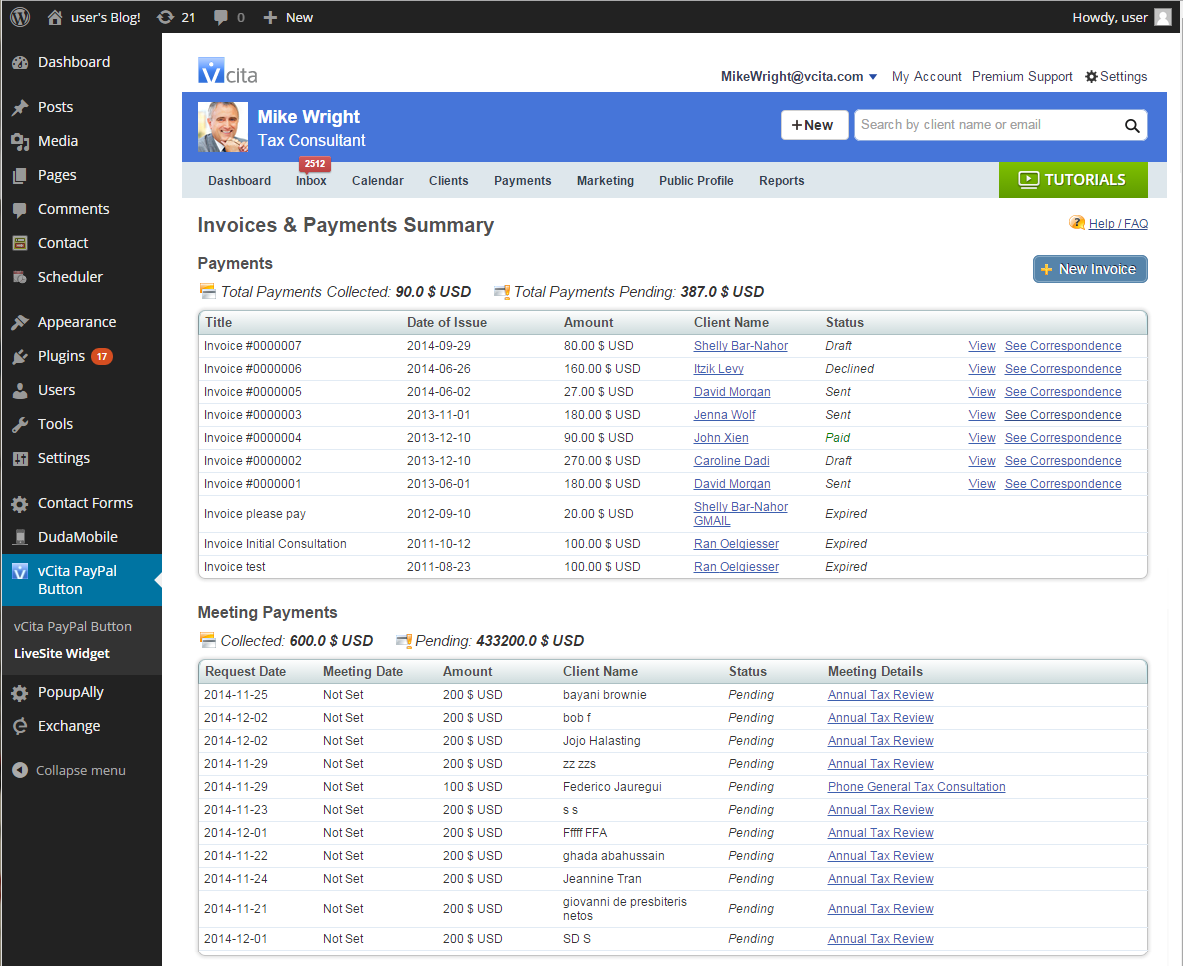 user's Blog! 21 0 + New Howdy, user
Dashboard
Posts
Media
Pages
Comments
Contact
Scheduler
Appearance
Plugins 17
Users
Tools
Settings
Contact Forms
DudaMobile
vCita PayPal
Button
vCita PayPal Button
LiveSite Widget
PopupAlly
Exchange
Collapse menu
vcita
MikeWright@vcita.com My Account Premium Support Settings
Mike Wright
Tax Consultant
+New Search by client name or email
2512
Dashboard Inbox Calendar Clients Payments Marketing Public Profile Reports TUTORIALS
Invoices & Payments Summary
? Help / FAQ
Payments
+ New Invoice
Total Payments Collected: 90.0 $ USD Total Payments Pending: 387.0 $ USD
Title Date of Issue Amount Client Name Status
Invoice #0000007 2014-09-29 80.00 $ USD Shelly Bar-Nahor Draft View See Correspondence
Invoice #0000006 2014-06-26 160.00 $ USD Itzik Levy Declined View See Correspondence
Invoice #0000005 2014-06-02 27.00 $ USD David Morgan Sent View See Correspondence
Invoice #0000003 2013-11-01 180.00 $ USD Jenna Wolf Sent View See Correspondence
Invoice #0000004 2013-12-10 90.00 $ USD John Xien Paid View See Correspondence
Invoice #0000002 2013-12-10 270.00 $ USD Caroline Dadi Draft View See Correspondence
Invoice #0000001 2013-06-01 180.00 $ USD David Morgan Sent View See Correspondence
Invoice please pay 2012-09-10 20.00 $ USD Shelly Bar-Nahor Expired
GMAIL
Invoice Initial Consultation 2011-10-12 100.00 $ USD Ran Oelgiesser Expired
Invoice test 2011-08-23 100.00 $ USD Ran Oelgiesser Expired
Meeting Payments
Collected: 600.0 $ USD Pending: 433200.0 $ USD
Request Date Meeting Date Amount Client Name Status Meeting Details
2014-11-25 Not Set 200 $ USD bayani brownie Pending Annual Tax Review
2014-12-02 Not Set 200 $ USD bob f Pending Annual Tax Review
2014-12-02 Not Set 200 $ USD Jojo Halasting Pending Annual Tax Review
2014-11-29 Not Set 200 $ USD zz zzs Pending Annual Tax Review
2014-11-29 Not Set 100 $ USD Federico Jauregui Pending Phone General Tax Consultation
2014-11-23 Not Set 200 $ USD s s Pending Annual Tax Review
2014-12-01 Not Set 200 $ USD Fffff FFA Pending Annual Tax Review
2014-11-22 Not Set 200 $ USD ghada abahussain Pending Annual Tax Review
2014-11-24 Not Set 200 $ USD Jeannine Tran Pending Annual Tax Review
2014-11-21 Not Set 200 $ USD giovanni de presbiteris Pending Annual Tax Review
netos
2014-12-01 Not Set 200 $ USD SD S Pending Annual Tax Review